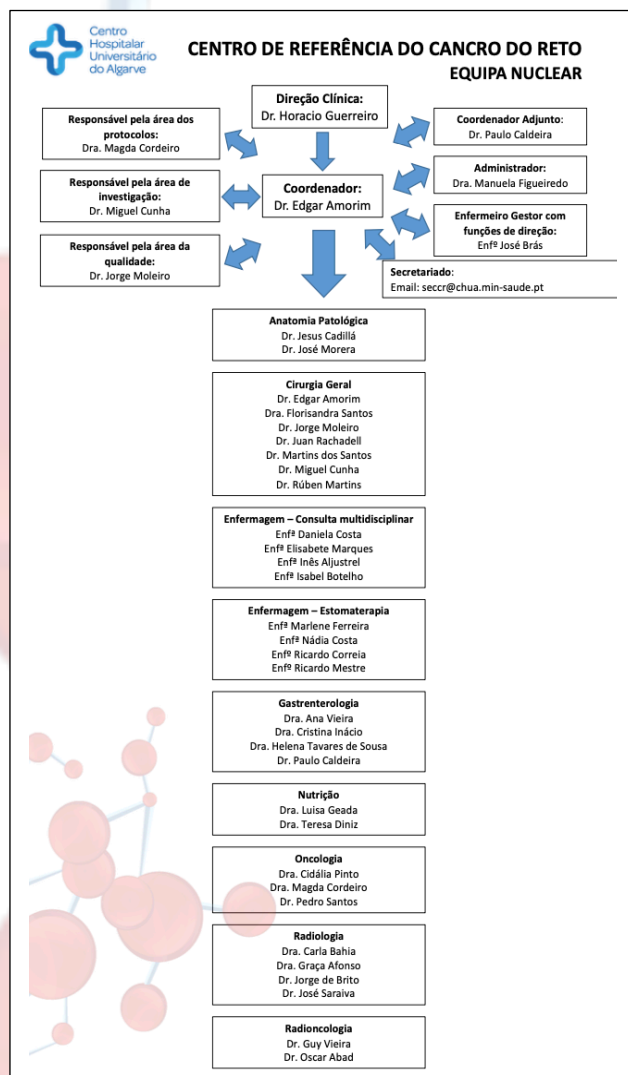 Centro
Hospitalar
Universitário
do Algarve
CENTRO DE REFERÊNCIA DO CANCRO DO RETO
EQUIPA NUCLEAR
Direção Clínica:
Dr. Horacio Guerreiro
Responsável pela área dos
protocolos:
Dra. Magda Cordeiro
Coordenador Adjunto:
Dr. Paulo Caldeira
Responsável pela área de
investigação:
Dr. Miguel Cunha
Coordenador:
Dr. Edgar Amorim
Administrador:
Dra. Manuela Figueiredo
Enfermeiro Gestor com
funções de direção:
Enfº José Brás
Responsável pela área da
qualidade:
Dr. Jorge Moleiro
Secretariado:
Email: seccr@chua.min-saude.pt
Anatomia Patológica
Dr. Jesus Cadillá
Dr. José Morera
Cirurgia Geral
Dr. Edgar Amorim
Dra. Florisandra Santos
Dr. Jorge Moleiro
Dr. Juan Rachadell
Dr. Martins dos Santos
Dr. Miguel Cunha
Dr. Rúben Martins
Enfermagem – Consulta multidisciplinar
Enfª Daniela Costa
Enfª Elisabete Marques
Enfª Inês Aljustrel
Enfª Isabel Botelho
Enfermagem – Estomaterapia
Enfª Marlene Ferreira
Enfª Nádia Costa
Enfº Ricardo Correia
Enfº Ricardo Mestre
Gastrenterologia
Dra. Ana Vieira
Dra. Cristina Inácio
Dra. Helena Tavares de Sousa
Dr. Paulo Caldeira
Nutrição
Dra. Luisa Geada
Dra. Teresa Diniz
Oncologia
Dra. Cidália Pinto
Dra. Magda Cordeiro
Dr. Pedro Santos
Radiologia
Dra. Carla Bahia
Dra. Graça Afonso
Dr. Jorge de Brito
Dr. José Saraiva
Radioncologia
Dr. Guy Vieira
Dr. Oscar Abad